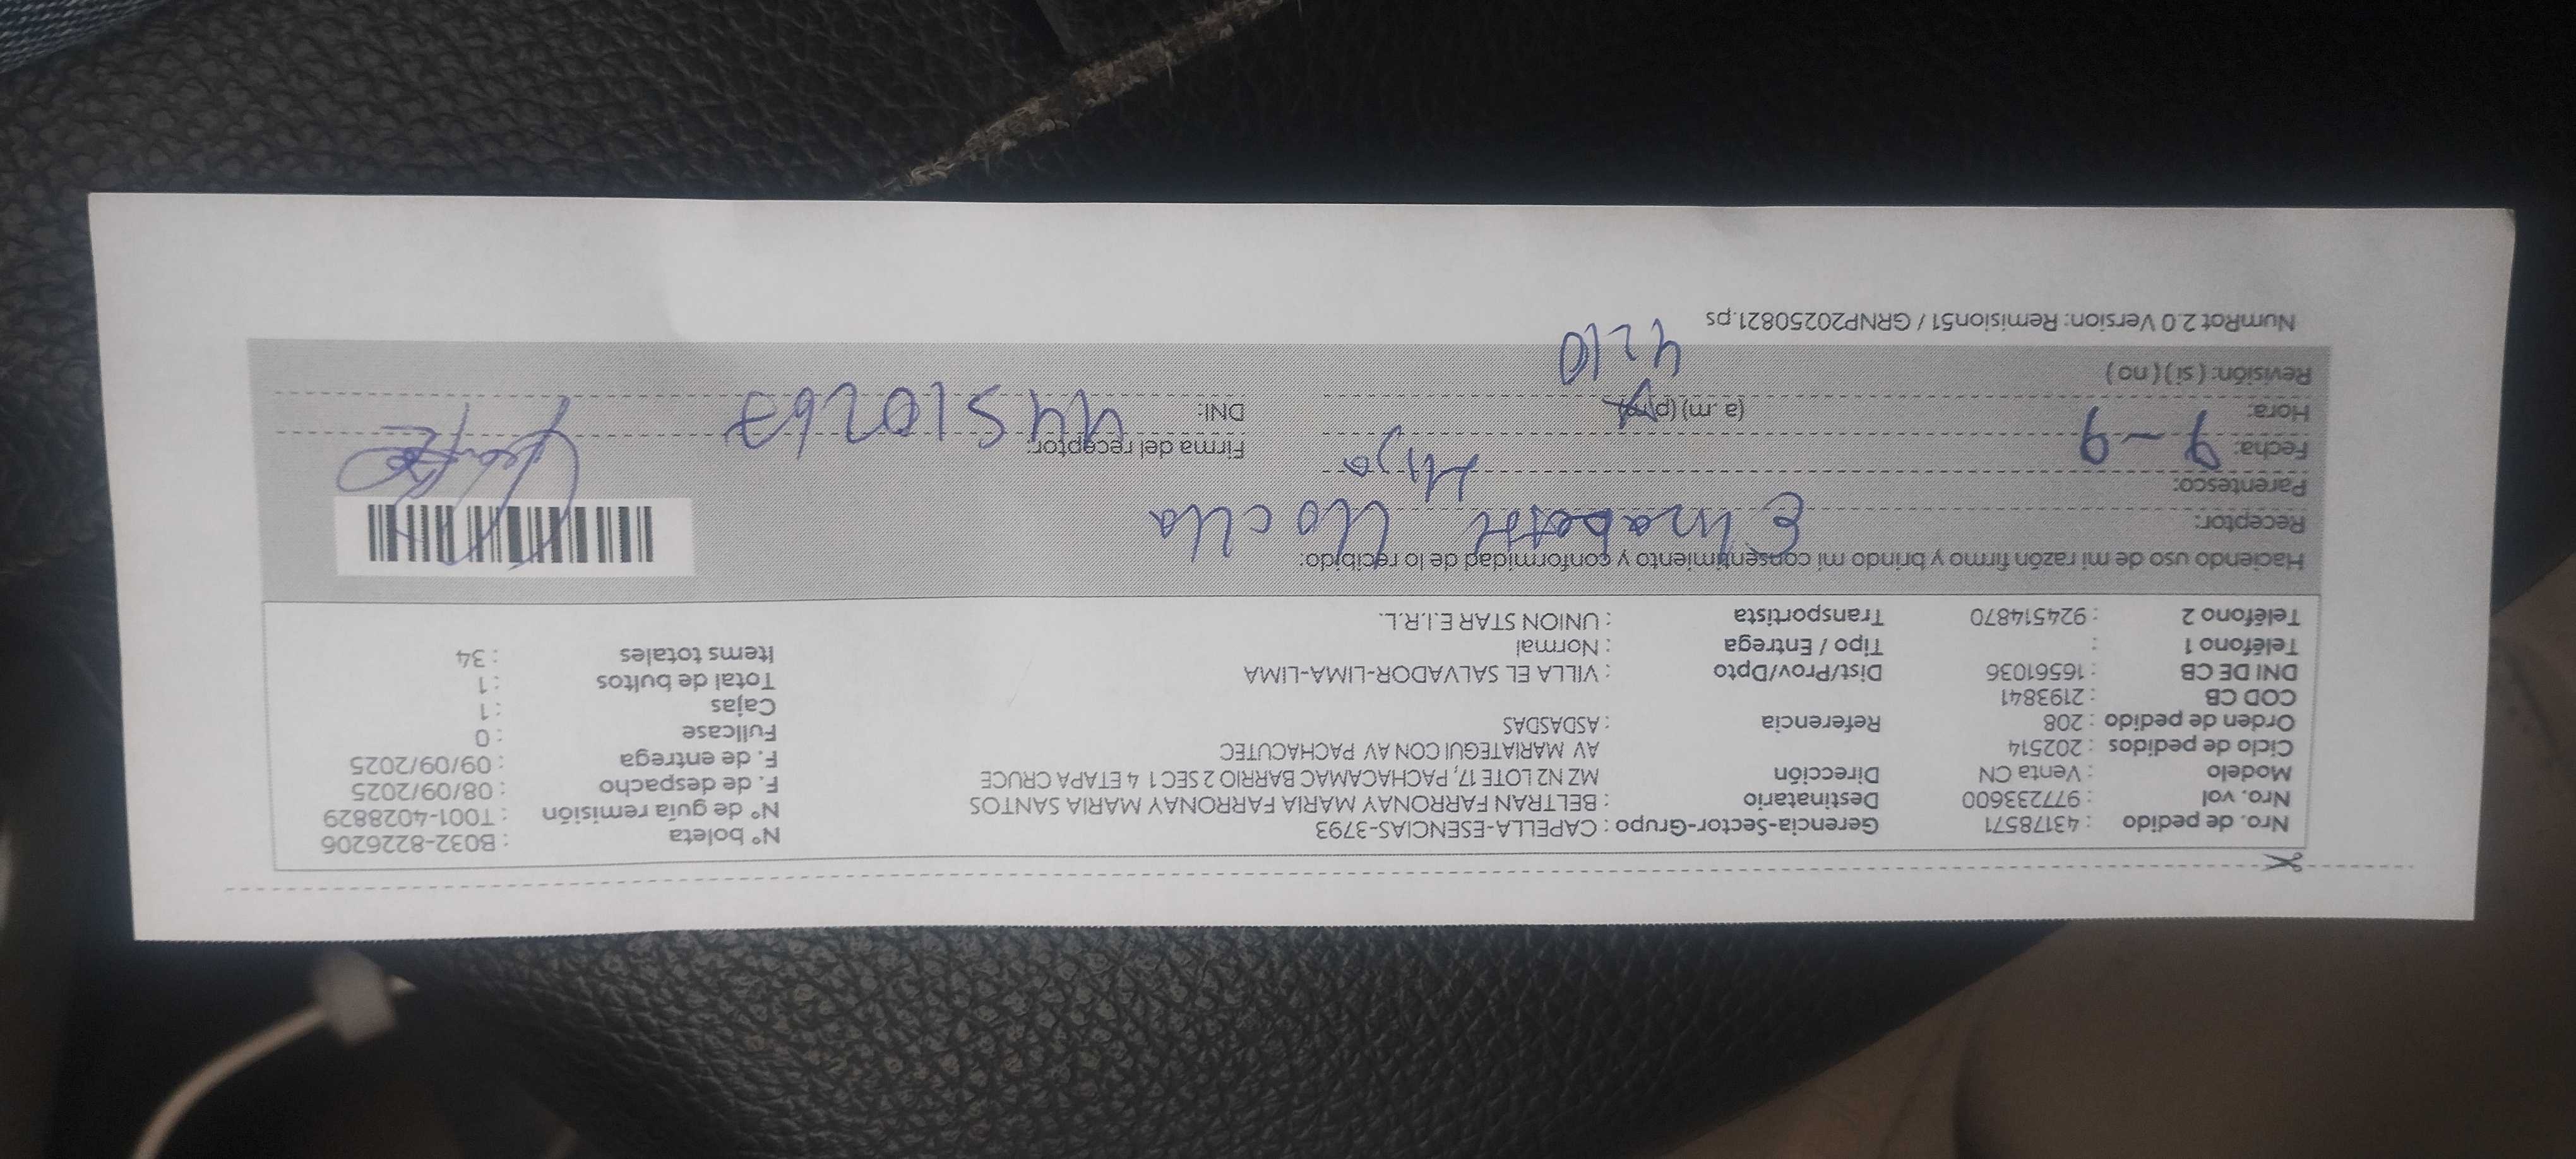 Nro. de pedido : 43178571 Gerencia-Sector-Grupo : CAPELLA-ESENCIAS-3793 N° boleta : B032-8226206
Nro. vol : 977233600 Destinatario : BELTRAN FARRONAY MARIA FARRONAY MARIA SANTOS N° de guía remisión : T001-4028829
Modelo : Venta CN Dirección MZ N2 LOTE 17, PACHACAMAC BARRIO 2 SEC 1 4 ETAPA CRUCE F. de despacho : 08/09/2025
Ciclo de pedidos : 202514 AV MARIATEGUI CON AV PACHACUTEC F. de entrega : 09/09/2025
Orden de pedido : 208 Referencia : ASDASDAS Fullcase : 0
COD CB : 2193841 Cajas : 1
DNI DE CB : 16561036 Dist/Prov/Dpto : VILLA EL SALVADOR-LIMA-LIMA Total de bultos : 1
Teléfono 1 : Tipo / Entrega : Normal Items totales : 34
Teléfono 2 : 924514870 Transportista : UNION STAR E.I.R.L.
Haciendo uso de mi razón firmo y brindo mi consentimiento y conformidad de lo recibido:
Receptor: Lloclla
Parentesco: Hija
Fecha: 9-9 Firma del receptor:
Hora: (a. m) (p. m) DNI: 44510267
Revisión: ( si ) ( no ) 4210
NumRot 2.0 Version: Remision51 / GRNP20250821.ps